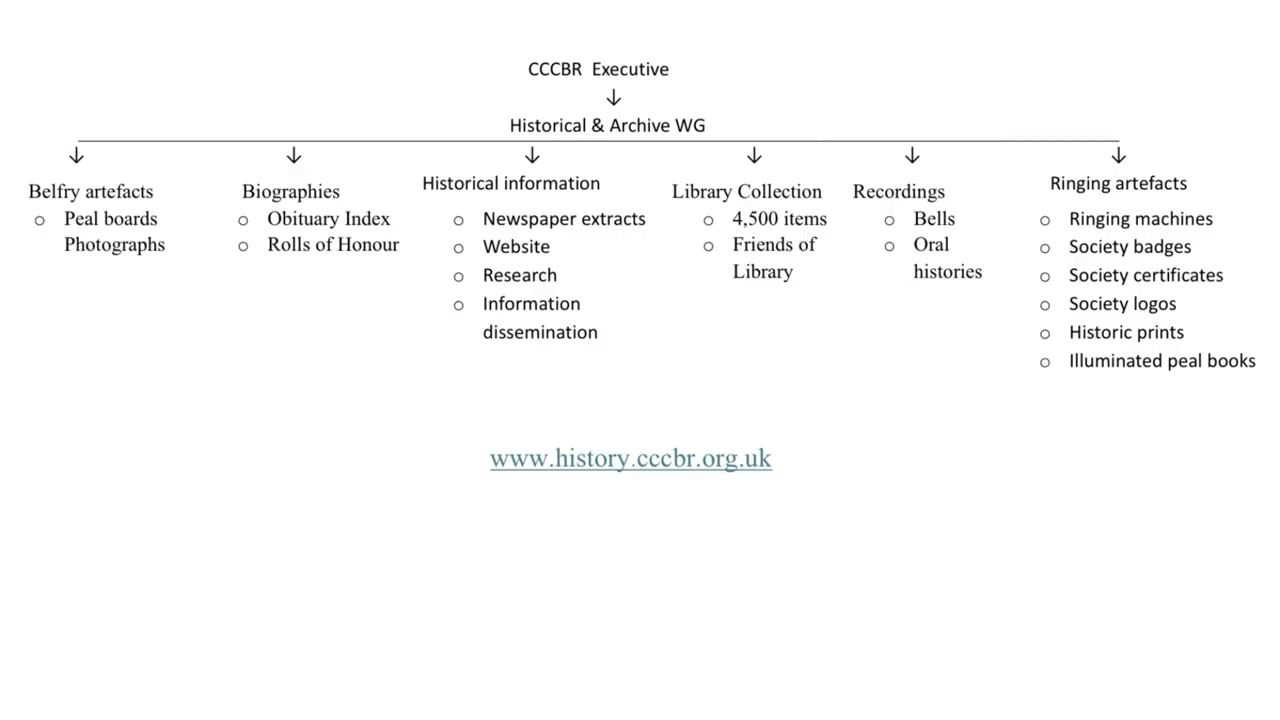 CCCBR Executive
↓
Historical & Archive WG
↓ ↓ ↓ ↓ ↓ ↓
Belfry artefacts
o Peal boards
Photographs
Biographies
o Obituary Index
o Rolls of Honour
Historical information
o Newspaper extracts
o Website
o Research
o Information
dissemination
Library Collection
o 4,500 items
o Friends of
Library
Recordings
o Bells
o Oral
histories
Ringing artefacts
o Ringing machines
o Society badges
o Society certificates
o Society logos
o Historic prints
o Illuminated peal books
www.history.cccbr.org.uk